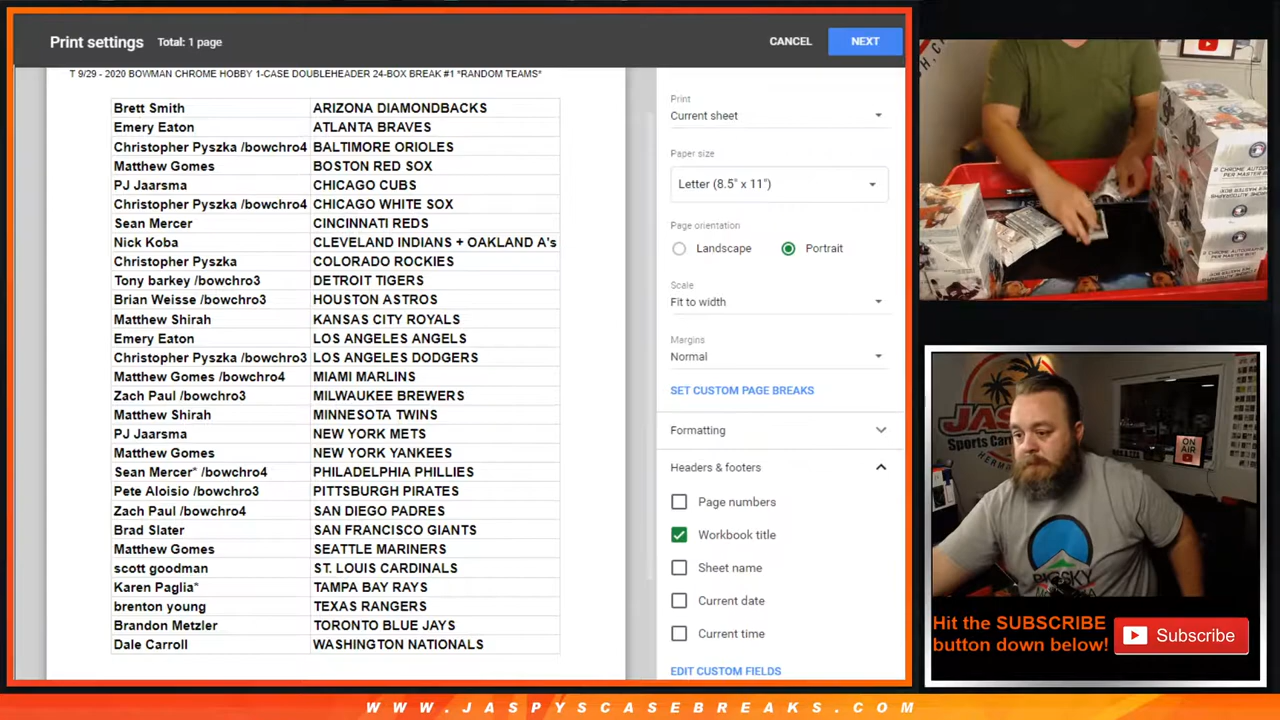 Print settings Total: 1 page
CANCEL NEXT
T 9/29 - 2020 BOWMAN CHROME HOBBY 1-CASE DOUBLEHEADER 24-BOX BREAK #1 *RANDOM TEAMS*
Brett Smith ARIZONA DIAMONDBACKS
Emery Eaton ATLANTA BRAVES
Christopher Pyszka /bowchro4 BALTIMORE ORIOLES
Matthew Gomes BOSTON RED SOX
PJ Jaarsma CHICAGO CUBS
Christopher Pyszka /bowchro4 CHICAGO WHITE SOX
Sean Mercer CINCINNATI REDS
Nick Koba CLEVELAND INDIANS + OAKLAND A's
Christopher Pyszka COLORADO ROCKIES
Tony barkey /bowchro3 DETROIT TIGERS
Brian Weisse /bowchro3 HOUSTON ASTROS
Matthew Shirah KANSAS CITY ROYALS
Emery Eaton LOS ANGELES ANGELS
Christopher Pyszka /bowchro3 LOS ANGELES DODGERS
Matthew Gomes /bowchro4 MIAMI MARLINS
Zach Paul /bowchro3 MILWAUKEE BREWERS
Matthew Shirah MINNESOTA TWINS
PJ Jaarsma NEW YORK METS
Matthew Gomes NEW YORK YANKEES
Sean Mercer* /bowchro4 PHILADELPHIA PHILLIES
Pete Aloisio /bowchro3 PITTSBURGH PIRATES
Zach Paul /bowchro4 SAN DIEGO PADRES
Brad Slater SAN FRANCISCO GIANTS
Matthew Gomes SEATTLE MARINERS
scott goodman ST. LOUIS CARDINALS
Karen Paglia* TAMPA BAY RAYS
brenton young TEXAS RANGERS
Brandon Metzler TORONTO BLUE JAYS
Dale Carroll WASHINGTON NATIONALS
Print
Current sheet
Paper size
Letter (8.5" x 11")
Page orientation
Landscape Portrait
Scale
Fit to width
Margins
Normal
SET CUSTOM PAGE BREAKS
Formatting
Headers & footers
Page numbers
Workbook title
Sheet name
Current date
Current time
EDIT CUSTOM FIELDS
ON
AIR
BIG SKY
Hit the SUBSCRIBE
button down below!
Subscribe
WWW.JASPYSCASEBREAKS.COM